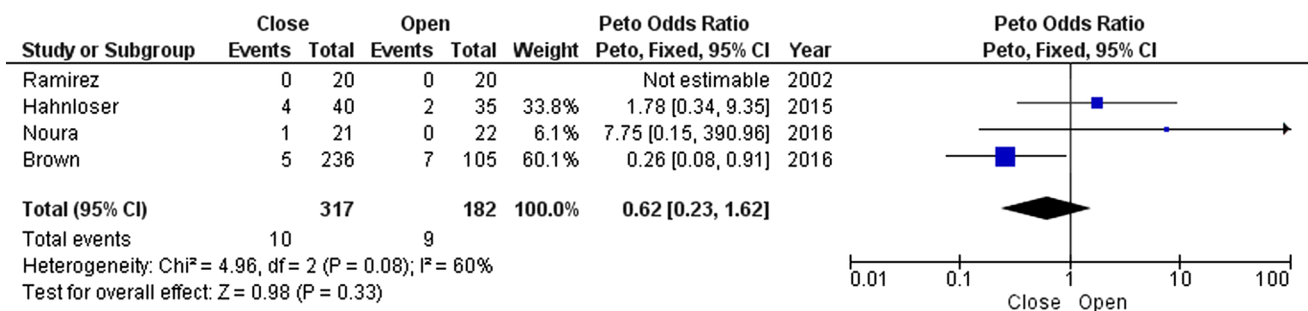 Close Open Peto Odds Ratio Peto Odds Ratio
Study or Subgroup Events Total Events Total Weight Peto, Fixed, 95% CI Year Peto, Fixed, 95% CI
Ramirez 0 20 0 20 Not estimable 2002
Hahnloser 4 40 2 35 33.8% 1.78 [0.34, 9.35] 2015
Noura 1 21 0 22 6.1% 7.75 [0.15, 390.96] 2016
Brown 5 236 7 105 60.1% 0.26 [0.08, 0.91] 2016
Total (95% CI) 317 182 100.0% 0.62 [0.23, 1.62]
Total events 10 9
Heterogeneity: Chi² = 4.96, df = 2 (P = 0.08); I² = 60%
Test for overall effect: Z = 0.98 (P = 0.33)
0.01 0.1 1 10 100
Close Open